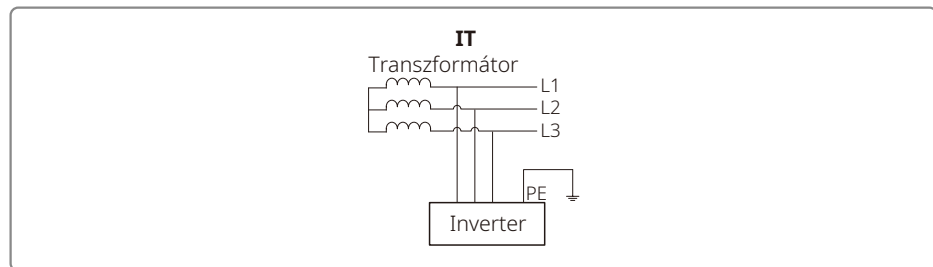 IT
Transzformátor
L1
L2
L3
PE
Inverter